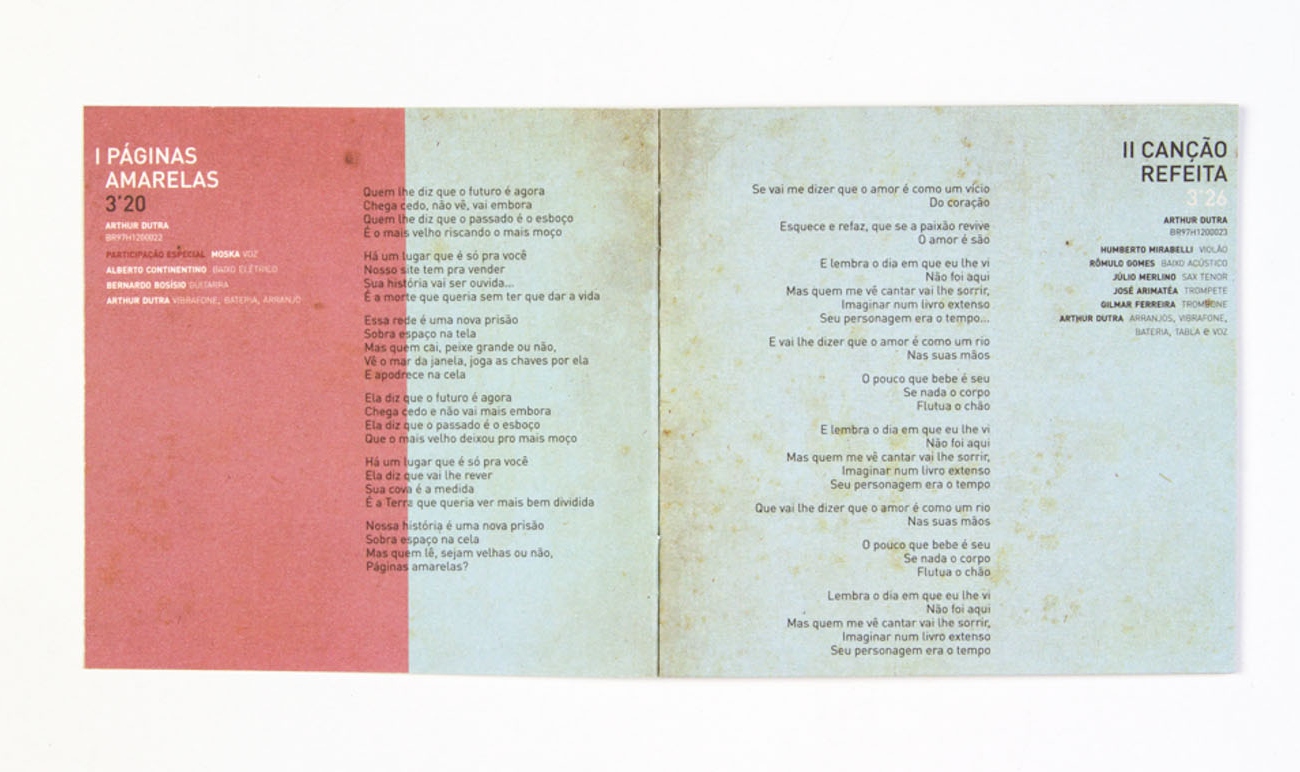 I PÁGINAS
AMARELAS
3'20
ARTHUR DUTRA
BR97H1200022
PARTICIPAÇÃO ESPECIAL MOSKA VOZ
ALBERTO CONTINENTINO BAIXO ELÉTRICO
BERNARDO BOSÍSIO GUITARRA
ARTHUR DUTRA VIBRAFONE, BATERIA, ARRANJO
Quem lhe diz que o futuro é agora
Chega cedo, não vê, vai embora
Quem lhe diz que o passado é o esboço
É o mais velho riscando o mais moço
Há um lugar que é só pra você
Nosso site tem pra vender
Sua história vai ser ouvida...
É a morte que queria sem ter que dar a vida
Essa rede é uma nova prisão
Sobra espaço na tela
Mas quem cai, peixe grande ou não,
Vê o mar da janela, joga as chaves por ela
E apodrece na cela
Ela diz que o futuro é agora
Chega cedo e não vai mais embora
Ela diz que o passado é o esboço
Que o mais velho deixou pro mais moço
Há um lugar que é só pra você
Ela diz que vai lhe rever
Sua cova é a medida
É a Terra que queria ver mais bem dividida
Nossa história é uma nova prisão
Sobra espaço na cela
Mas quem lê, sejam velhas ou não,
Páginas amarelas?
Se vai me dizer que o amor é como um vício
Do coração
Esquece e refaz, que se a paixão revive
O amor é são
E lembra o dia em que eu lhe vi
Não foi aqui
Mas quem me vê cantar vai lhe sorrir,
Imaginar num livro extenso
Seu personagem era o tempo...
E vai lhe dizer que o amor é como um rio
Nas suas mãos
O pouco que bebe é seu
Se nada o corpo
Flutua o chão
E lembra o dia em que eu lhe vi
Não foi aqui
Mas quem me vê cantar vai lhe sorrir,
Imaginar num livro extenso
Seu personagem era o tempo
Que vai lhe dizer que o amor é como um rio
Nas suas mãos
O pouco que bebe é seu
Se nada o corpo
Flutua o chão
Lembra o dia em que eu lhe vi
Não foi aqui
Mas quem me vê cantar vai lhe sorrir,
Imaginar num livro extenso
Seu personagem era o tempo
II CANÇÃO
REFEITA
3'26
ARTHUR DUTRA
BR97H1200023
HUMBERTO MIRABELLI VIOLÃO
RÔMULO GOMES BAIXO ACÚSTICO
JÚLIO MERLINO SAX TENOR
JOSÉ ARIMATÉA TROMPETE
GILMAR FERREIRA TROMBONE
ARTHUR DUTRA ARRANJOS, VIBRAFONE,
BATERIA, TABLA e VOZ